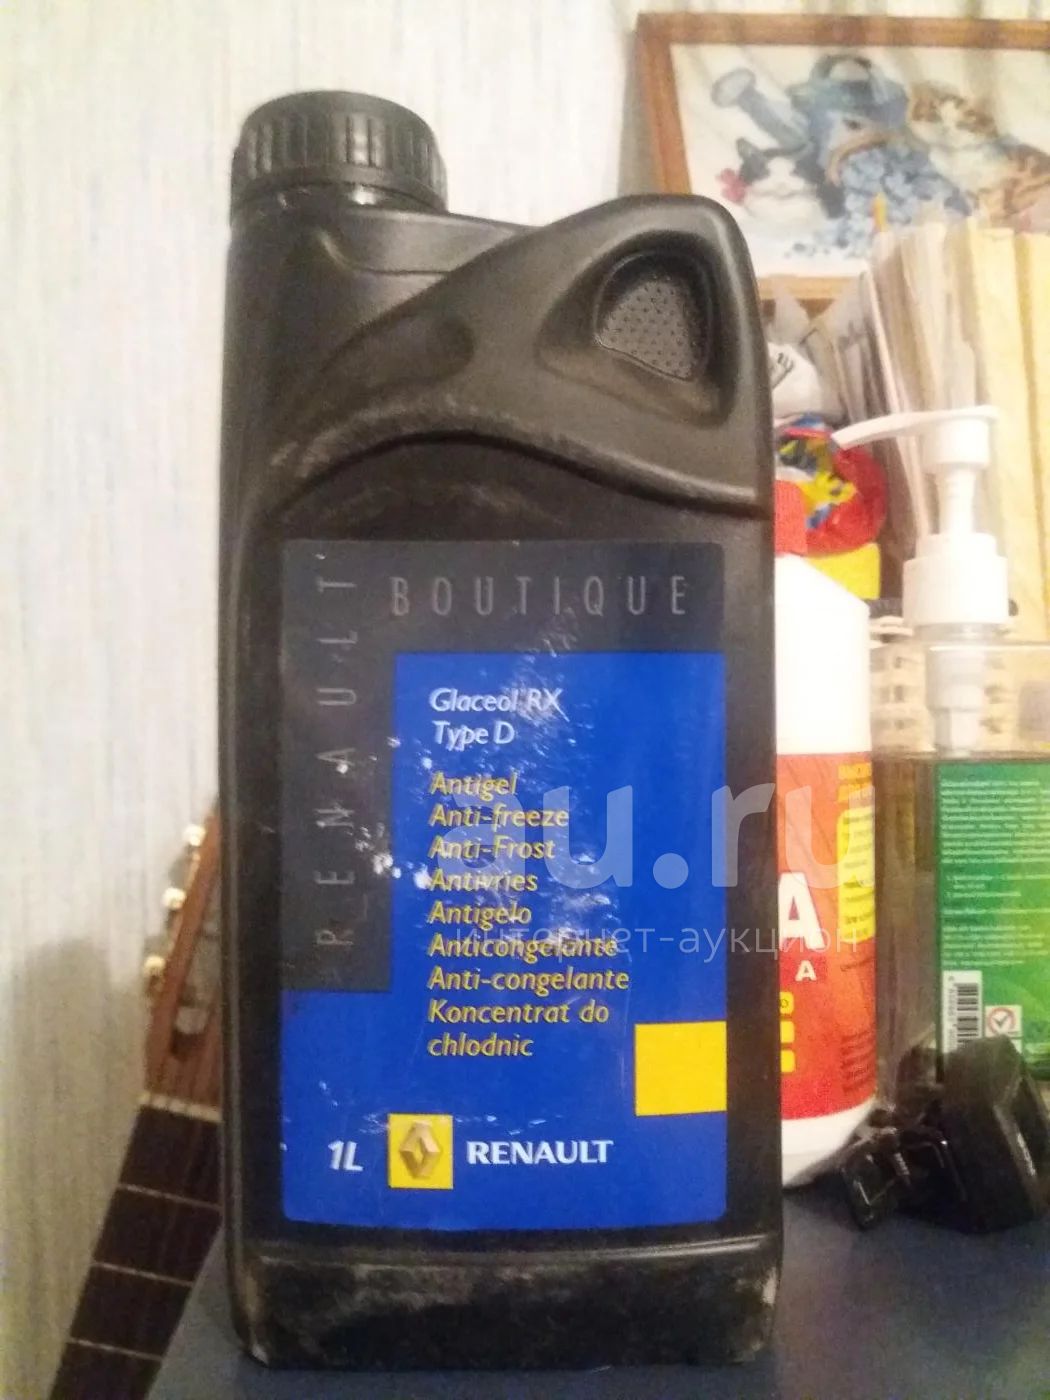 RENAULT
BOUTIQUE
Glaceol RX
Type D
Antigel
Anti-freeze
Anti-Frost
Antivries
Antigelo
Anticongelante
Anti-congelante
Koncentrat do
chlodnic
1L
RENAULT
au.ru
интернет-аукцион
A
A